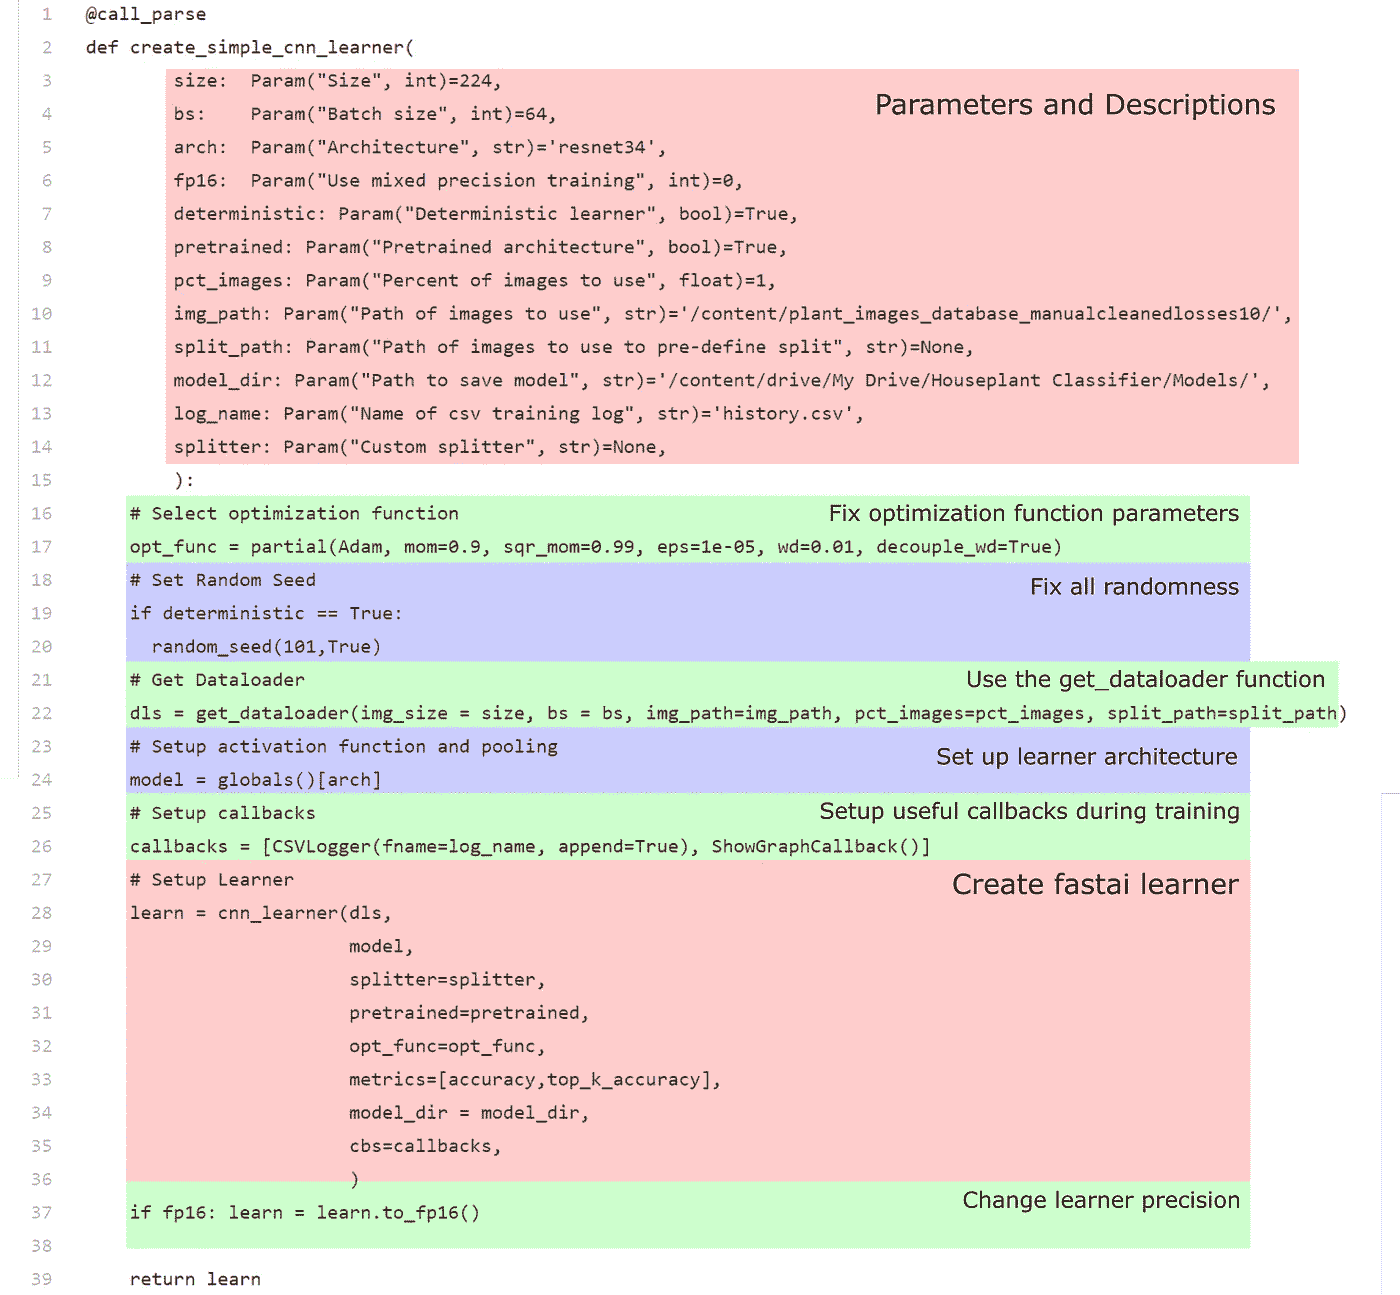 1 @call_parse
2 def create_simple_cnn_learner(
3 size: Param("Size", int)=224,
Parameters and Descriptions
4 bs: Param("Batch size", int)=64,
5 arch: Param("Architecture", str)='resnet34',
6 fp16: Param("Use mixed precision training", int)=0,
7 deterministic: Param("Deterministic learner", bool)=True,
8 pretrained: Param("Pretrained architecture", bool)=True,
9 pct_images: Param("Percent of images to use", float)=1,
10 img_path: Param("Path of images to use", str)='/content/plant_images_database_manualcleanedlosses10/',
11 split_path: Param("Path of images to use to pre-define split", str)=None,
12 model_dir: Param("Path to save model", str)='/content/drive/My Drive/Houseplant Classifier/Models/',
13 log_name: Param("Name of csv training log", str)='history.csv',
14 splitter: Param("Custom splitter", str)=None,
15 ):
16 # Select optimization function Fix optimization function parameters
17 opt_func = partial(Adam, mom=0.9, sqr_mom=0.99, eps=1e-05, wd=0.01, decouple_wd=True)
18 # Set Random Seed Fix all randomness
19 if deterministic == True:
20 random_seed(101,True)
21 # Get Dataloader Use the get_dataloader function
22 dls = get_dataloader(img_size = size, bs = bs, img_path=img_path, pct_images=pct_images, split_path=split_path)
23 # Setup activation function and pooling Set up learner architecture
24 model = globals()[arch]
25 # Setup callbacks Setup useful callbacks during training
26 callbacks = [CSVLogger(fname=log_name, append=True), ShowGraphCallback()]
27 # Setup Learner Create fastai learner
28 learn = cnn_learner(dls,
29 model,
30 splitter=splitter,
31 pretrained=pretrained,
32 opt_func=opt_func,
33 metrics=[accuracy,top_k_accuracy],
34 model_dir = model_dir,
35 cbs=callbacks,
36 )
Change learner precision
37 if fp16: learn = learn.to_fp16()
38
39 return learn